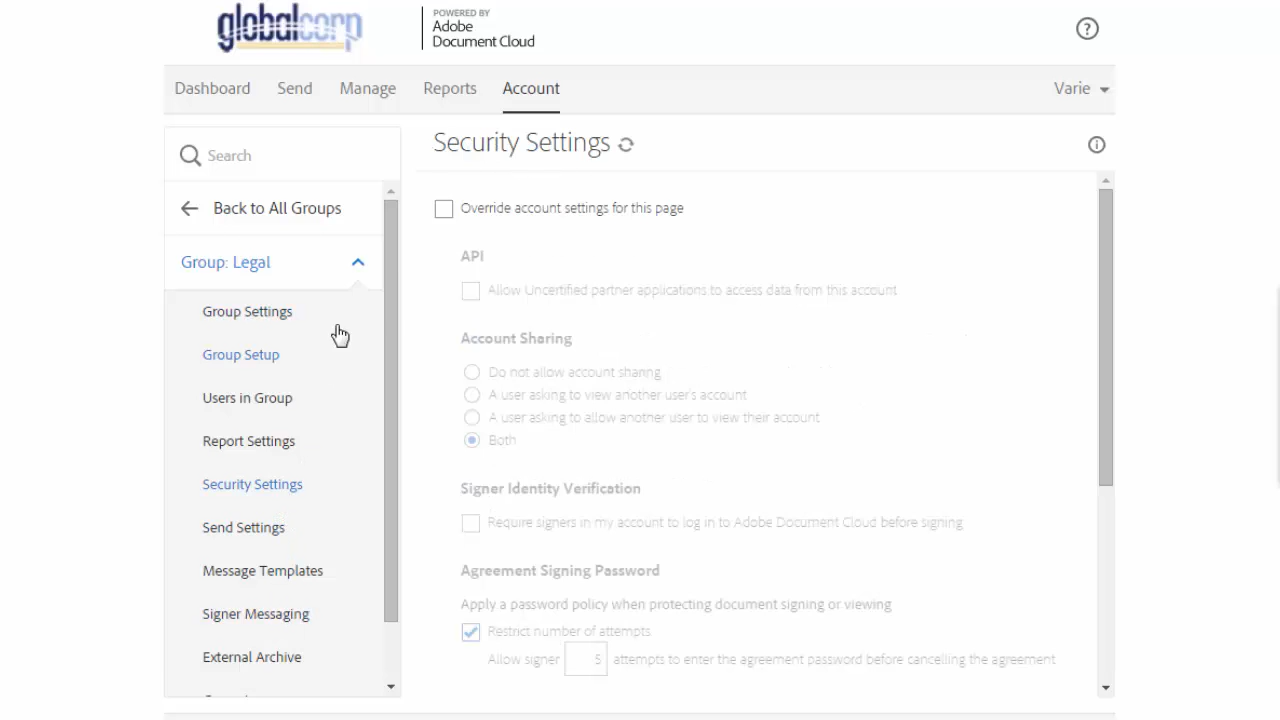 globalcorp
POWERED BY
Adobe
Document Cloud
Dashboard Send Manage Reports Account Varie
Search
Security Settings
Back to All Groups
Group: Legal
Group Settings
Group Setup
Users in Group
Report Settings
Security Settings
Send Settings
Message Templates
Signer Messaging
External Archive
Override account settings for this page
API
Allow Uncertified partner applications to access data from this account
Account Sharing
Do not allow account sharing
A user asking to view another user's account
A user asking to allow another user to view their account
Both
Signer Identity Verification
Require signers in my account to log in to Adobe Document Cloud before signing
Agreement Signing Password
Apply a password policy when protecting document signing or viewing
Restrict number of attempts
Allow signer 5 attempts to enter the agreement password before cancelling the agreement